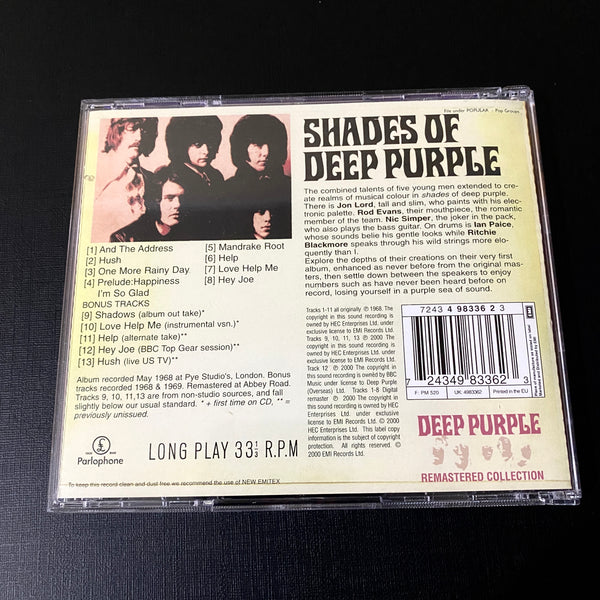 File under POPULAR - Pop Groups
SHADES OF
DEEP PURPLE
The combined talents of five young men extended to cre-
ate realms of musical colour in shades of deep purple.
There is Jon Lord, tall and slim, who paints with his elec-
tronic palette. Rod Evans, their mouthpiece, the romantic
member of the team. Nic Simper, the joker in the pack,
who also plays the bass guitar. On drums is Ian Paice,
whose sounds belie his gentle looks while Ritchie
Blackmore speaks through his wild strings more elo-
quently than I.
Explore the depths of their creations on their very first
album, enhanced as never before from the original mas-
ters, then settle down between the speakers to enjoy
numbers such as have never been heard before on
record, losing yourself in a purple sea of sound.
[1] And The Address
[2] Hush
[3] One More Rainy Day
[4] Prelude:Happiness
I'm So Glad
[5] Mandrake Root
[6] Help
[7] Love Help Me
[8] Hey Joe
BONUS TRACKS
[9] Shadows (album out take)*
[10] Love Help Me (instrumental vsn.)*
[11] Help (alternate take)**
[12] Hey Joe (BBC Top Gear session)**
[13] Hush (live US TV)**
Album recorded May 1968 at Pye Studio's, London. Bonus
tracks recorded 1968 & 1969. Remastered at Abbey Road.
Tracks 9, 10, 11,13 are from non-studio sources, and fall
slightly below our usual standard. * + first time on CD, ** =
previously unissued.
Tracks 1-11 all originally ℗ 1968. The
copyright in this sound recording is
owned by HEC Enterprises Ltd. under
exclusive licence to EMI Records Ltd.
Tracks 9, 10, 11, 13 © 2000 The
copyright in this sound recording is
owned by HEC Enterprises Ltd. under
exclusive license to EMI Records Ltd.
Track 12 ℗ 2000 The copyright in this
sound recording is owned by BBC
Music under license to Deep Purple
(Overseas) Ltd. Tracks 1-8 Digital
remaster ℗ 2000 The copyright in
this sound recording is owned by HEC
Enterprises Ltd. under exclusive
license to EMI Records Ltd. © 2000
HEC Enterprises Ltd. This label copy
information is the subject of copyright
protection. All rights reserved. ©
2000 EMI Records Ltd.
7243 4 98336 2 3
7 24349 83362 3
F: PM 520
UK: 4983362
Printed in the EU
EMI
Parlophone
LONG PLAY 33 1/3 R.P.M
DEEP PURPLE
REMASTERED COLLECTION
To keep this record clean and dust-free we recommend the use of NEW EMITEX